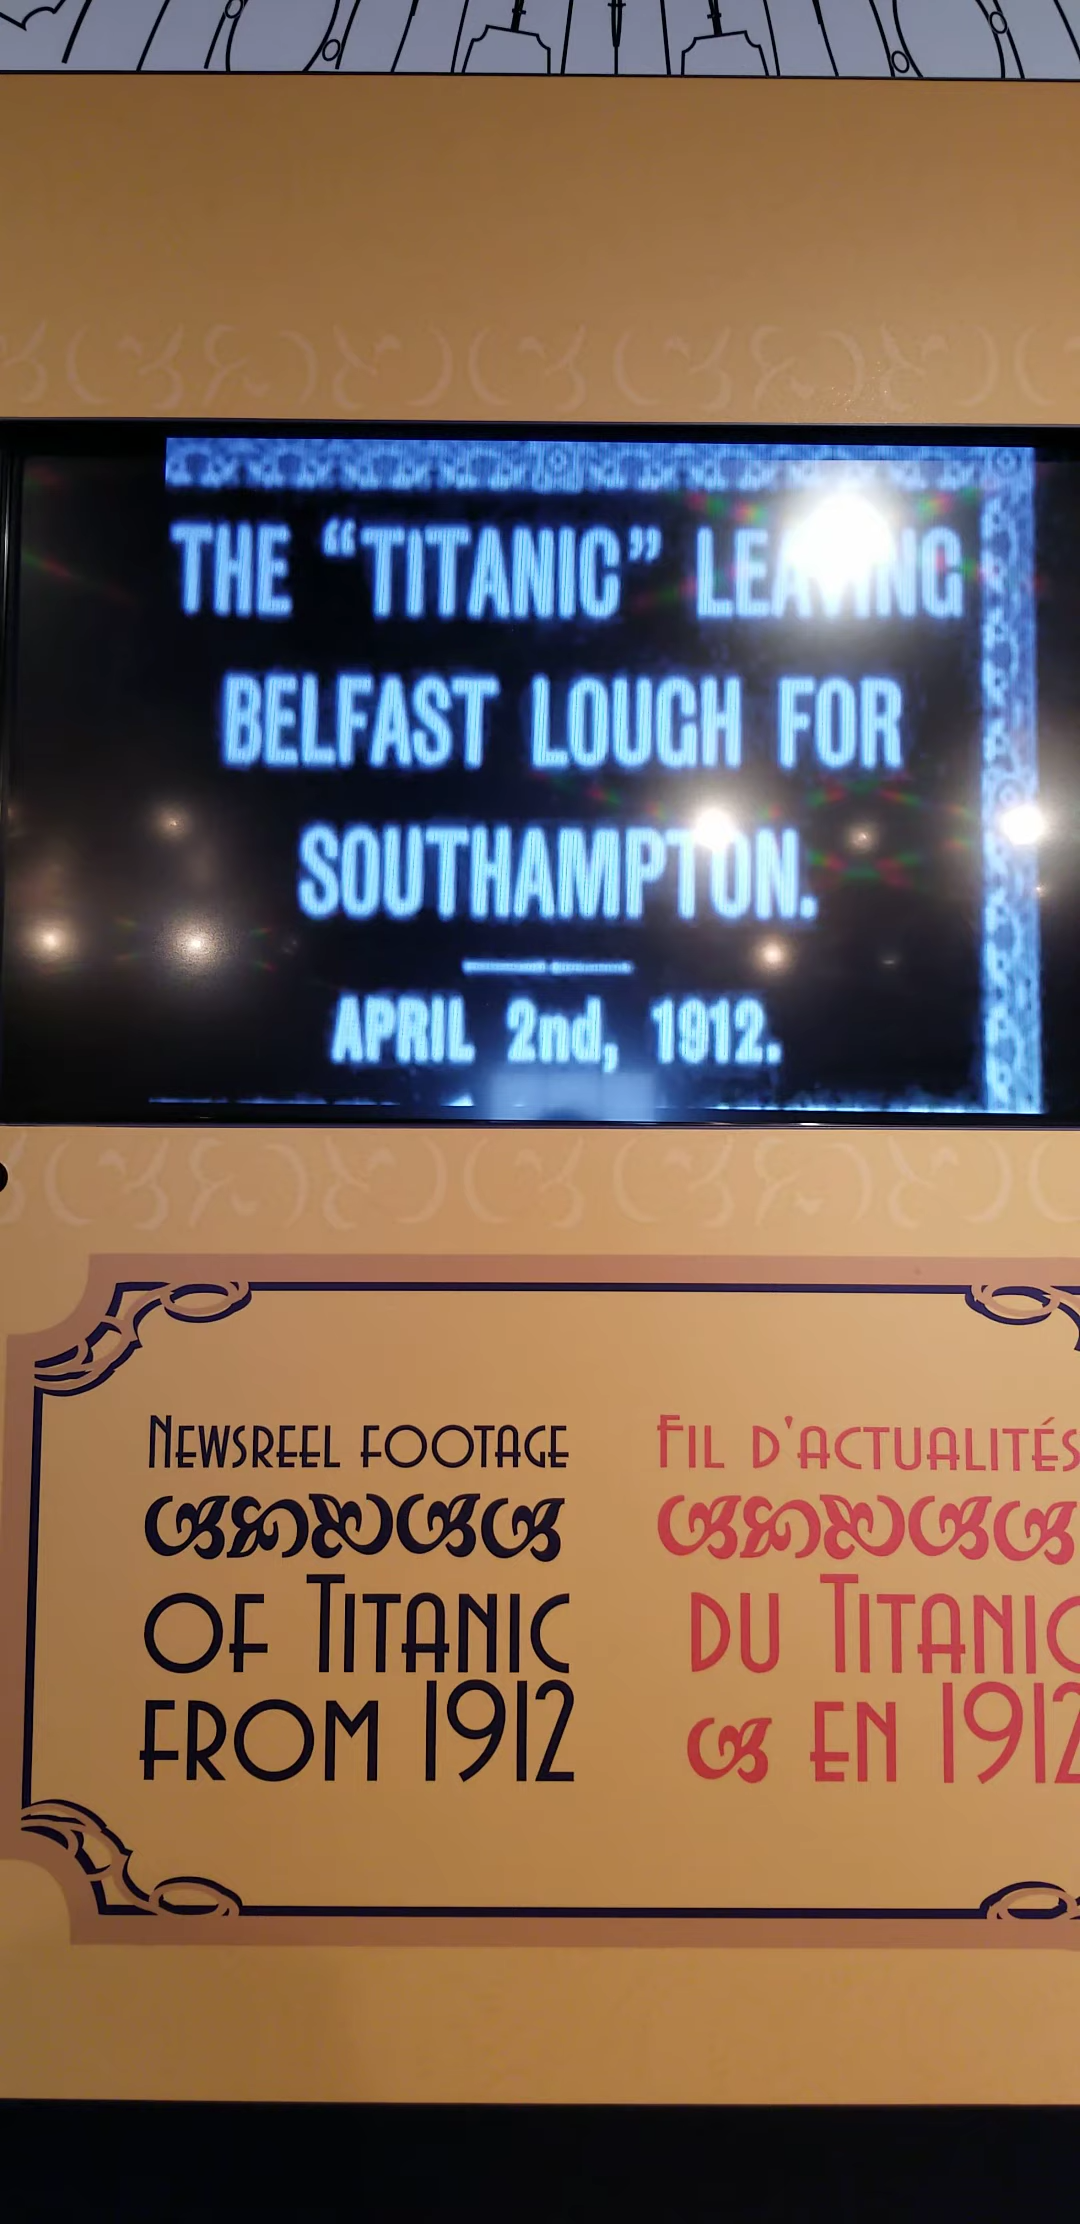 THE “TITANIC” LEAVING
BELFAST LOUGH FOR
SOUTHAMPTON.
APRIL 2nd, 1912.
NEWSREEL FOOTAGE
OF TITANIC
FROM 1912
FIL D'ACTUALITÉS
DU TITANIC
EN 1912